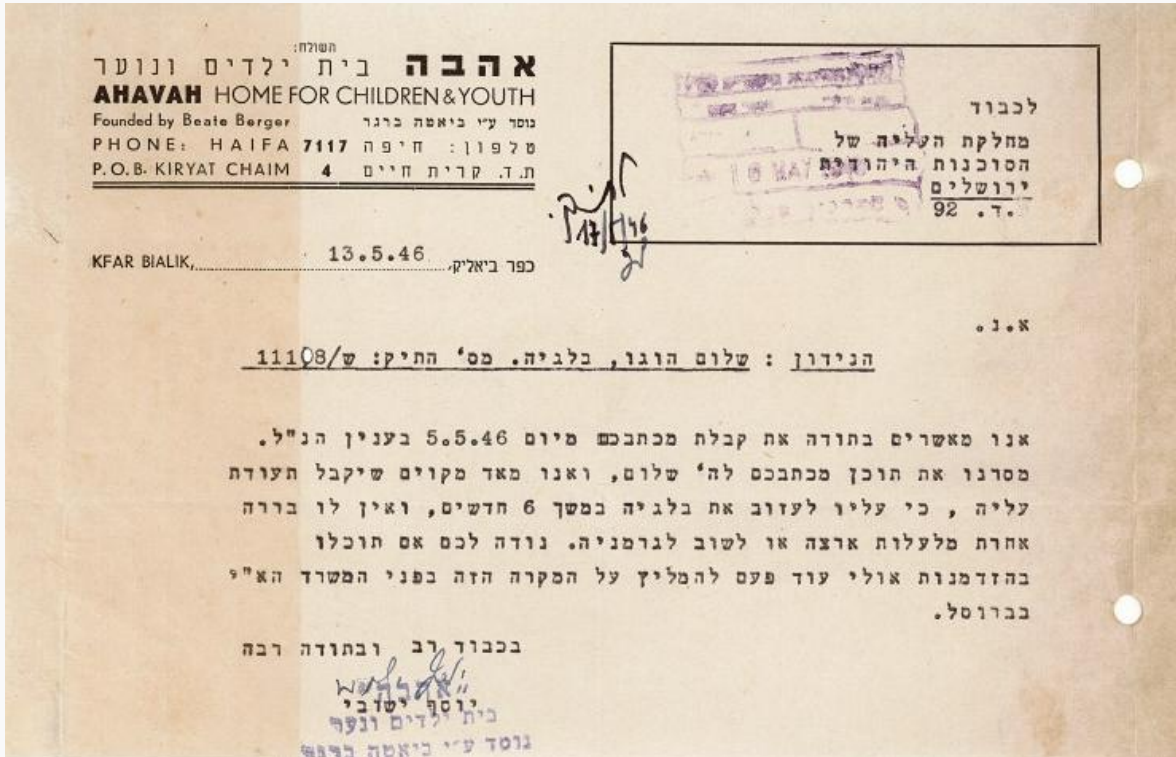 השולח:
אהבה בית ילדים ונוער
AHAVAH HOME FOR CHILDREN & YOUTH
Founded by Beate Berger נוסד ע״י ביאטה ברגר
PHONE: HAIFA 7117 טלפון: חיפה
P.O.B. KIRYAT CHAIM 4 ת.ד. קרית חיים
לכבוד
מחלקת העליה של
הסוכנות היהודית
ירושלים
ת.ד. 92
MAY
17/ 46
KFAR BIALIK, 13.5.46 כפר ביאליק,
א.נ.
הנידון : שלום הוגו, בלגיה. מס' התיק: ש/11108
אנו מאשרים בתודה את קבלת מכתבכם מיום 5.5.46 בענין הנ"ל.
מסרנו את תוכן מכתבכם לה' שלום, ואנו מאד מקוים שיקבל תעודת
עליה , כי עליו לעזוב את בלגיה במשך 6 חדשים, ואין לו בררה
אחרת מלעלות ארצה או לשוב לגרמניה. נודה לכם אם תוכלו
בהזדמנות אולי עוד פעם להמליץ על המקרה הזה בפני המשרד הא"י
בברוסל.
בכבוד רב ובתודה רבה
"אהבה"
יוסף ישובי
בית ילדים ונוער
נוסד ע״י ביאטה ברגר